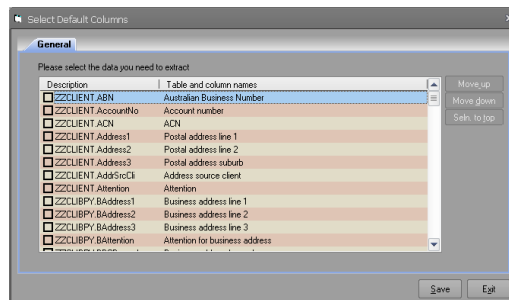 Select Default Columns
General
Please select the data you need to extract
Description Table and column names
ZZCLIENT.ABN Australian Business Number
ZZCLIENT.AccountNo Account number
ZZCLIENT.ACN ACN
ZZCLIENT.Address1 Postal address line 1
ZZCLIENT.Address2 Postal address line 2
ZZCLIENT.Address3 Postal address suburb
ZZCLIENT.AddrSrcCli Address source client
ZZCLIENT.Attention Attention
ZZCLIBPY.BAddress1 Business address line 1
ZZCLIBPY.BAddress2 Business address line 2
ZZCLIBPY.BAddress3 Business address line 3
ZZCLIBPY.BAttention Attention for business address
Move up
Move down
Seln. to top
Save Exit